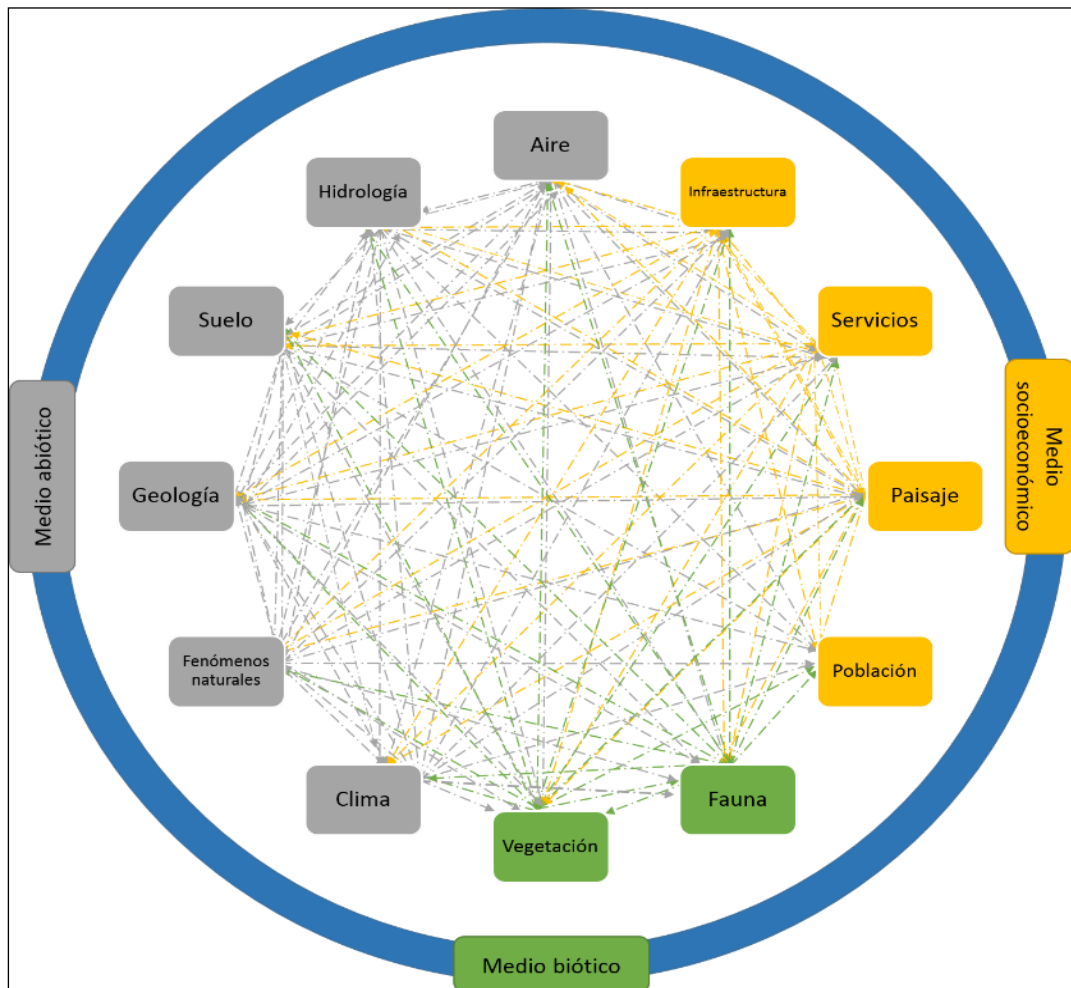 Aire
Hidrología
Infraestructura
Suelo
Servicios
Medio abiótico
Geología
Paisaje
Medio
socioeconómico
Fenómenos
naturales
Población
Clima
Fauna
Vegetación
Medio biótico